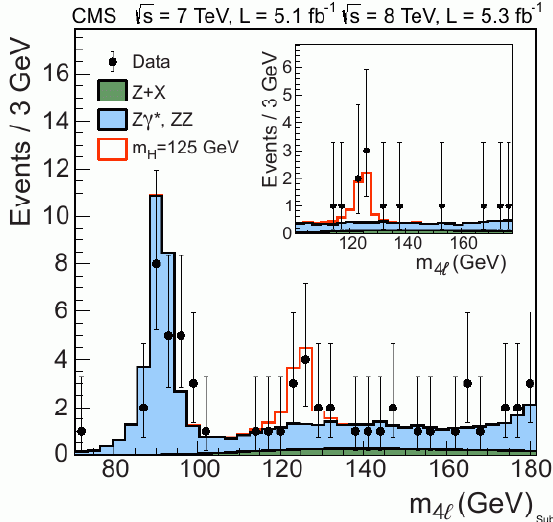 CMS √s = 7 TeV, L = 5.1 fb⁻¹ √s = 8 TeV, L = 5.3 fb⁻¹
Events / 3 GeV
16
14
12
10
8
6
4
2
0
Data
Z+X
Zγ*, ZZ
m_H=125 GeV
Events / 3 GeV
6
5
4
3
2
1
0
120 140 160
m_4ℓ (GeV)
80 100 120 140 160 180
m_4ℓ (GeV)
Sub